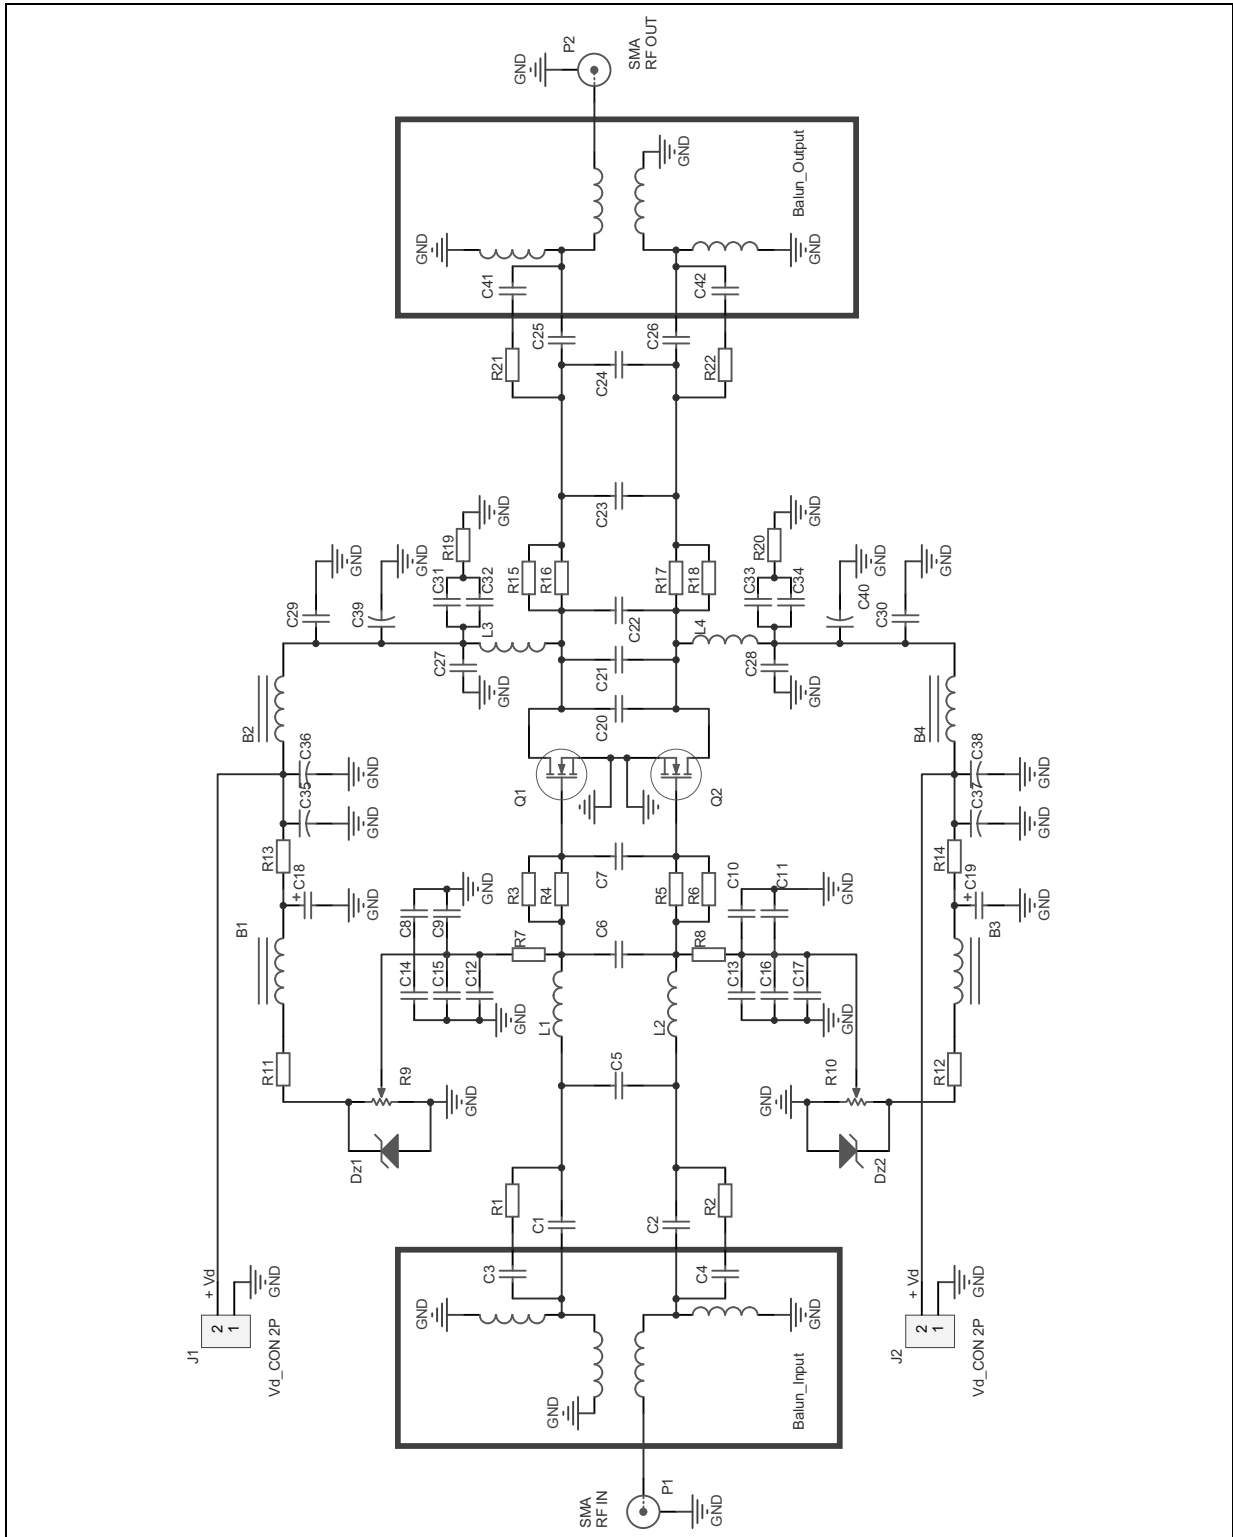 SMA
RF OUT
P2
GND
Balun_Output
GND
GND
GND
C41
C42
R21
C25
C26
R22
C24
C23
GND
GND
GND
R19
GND
R20
GND
GND
C29
C39
C31
C32
R15
R16
R17
R18
C33
C34
C40
C30
L3
C22
L4
C27
GND
C21
C28
GND
B2
C20
B4
C36
GND
Q1
Q2
C38
GND
C35
GND
C37
GND
R13
R14
+
C18
GND
C8
C9
GND
R3
R4
C7
R5
R6
C10
C11
GND
+
C19
GND
B1
R7
C6
R8
B3
C14
C15
C12
GND
L1
L2
C13
C16
C17
GND
R11
R9
GND
C5
GND
R10
R12
Dz1
Dz2
R1
C1
C2
R2
+ Vd
GND
C3
C4
+ Vd
GND
J1
2
1
Vd_CON 2P
GND
GND
J2
2
1
Vd_CON 2P
GND
Balun_Input
SMA
RF IN
P1
GND